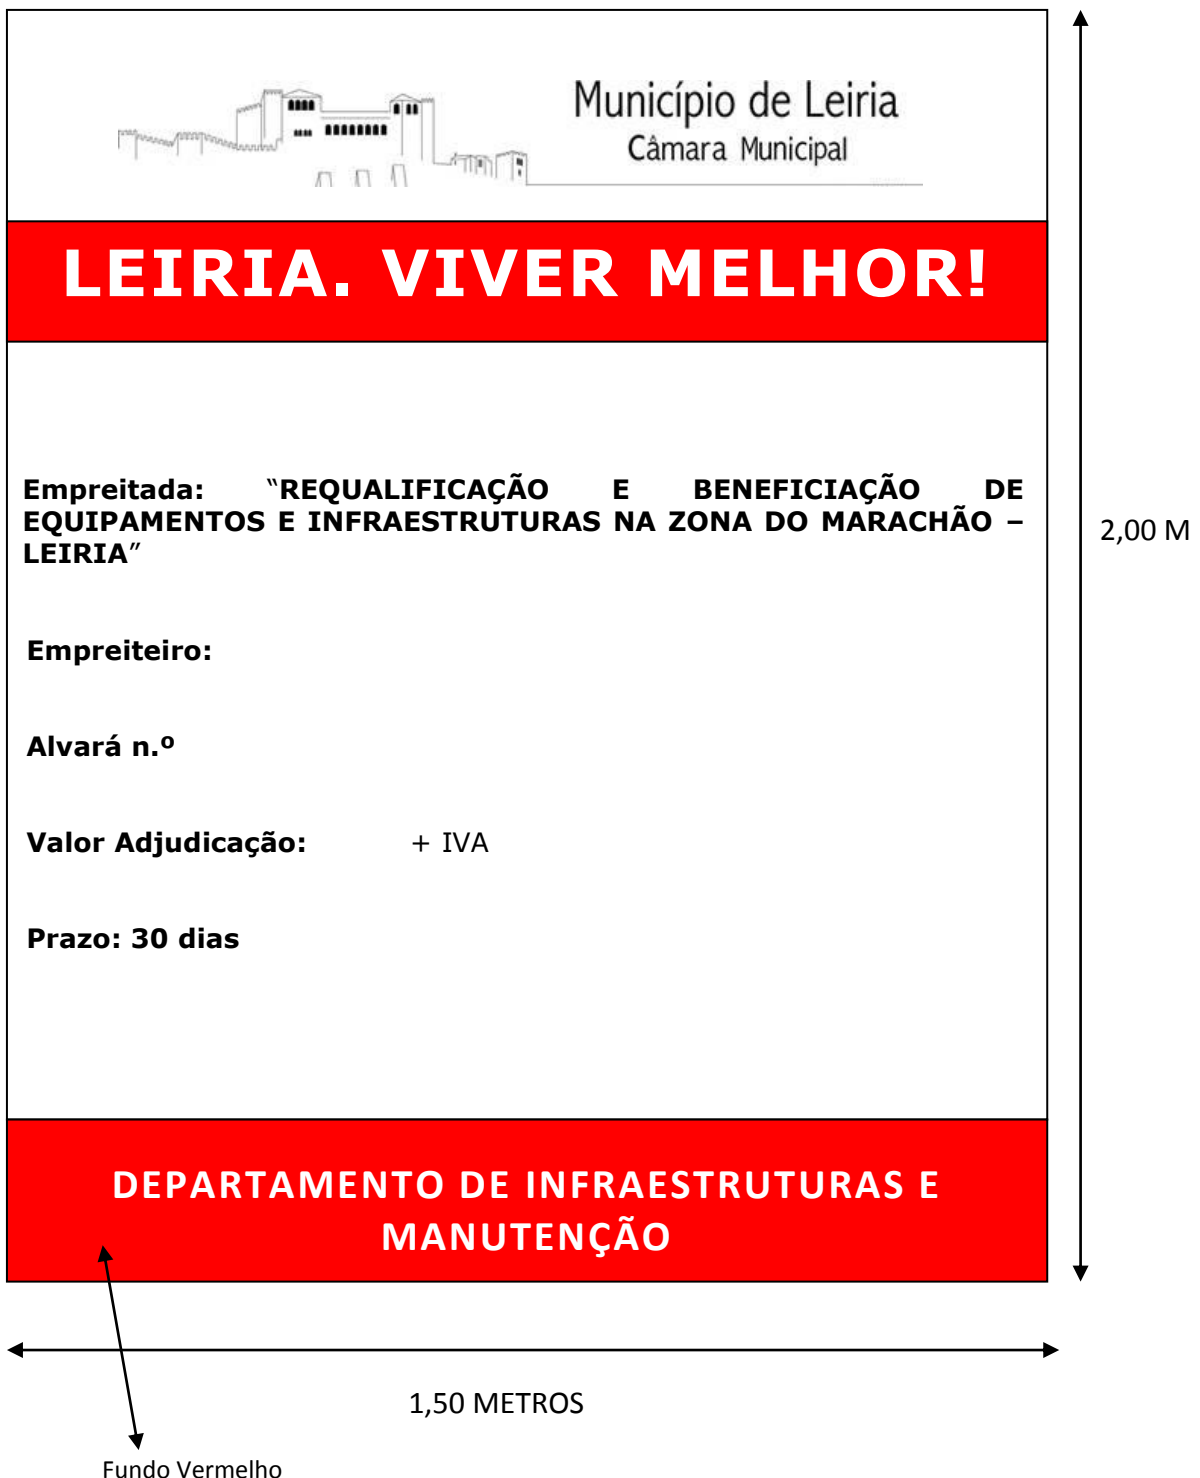 Município de Leiria
Câmara Municipal
LEIRIA. VIVER MELHOR!
Empreitada: “REQUALIFICAÇÃO E BENEFICIAÇÃO DE
EQUIPAMENTOS E INFRAESTRUTURAS NA ZONA DO MARACHÃO –
LEIRIA”
2,00 M
Empreiteiro:
Alvará n.º
Valor Adjudicação: + IVA
Prazo: 30 dias
DEPARTAMENTO DE INFRAESTRUTURAS E
MANUTENÇÃO
1,50 METROS
Fundo Vermelho